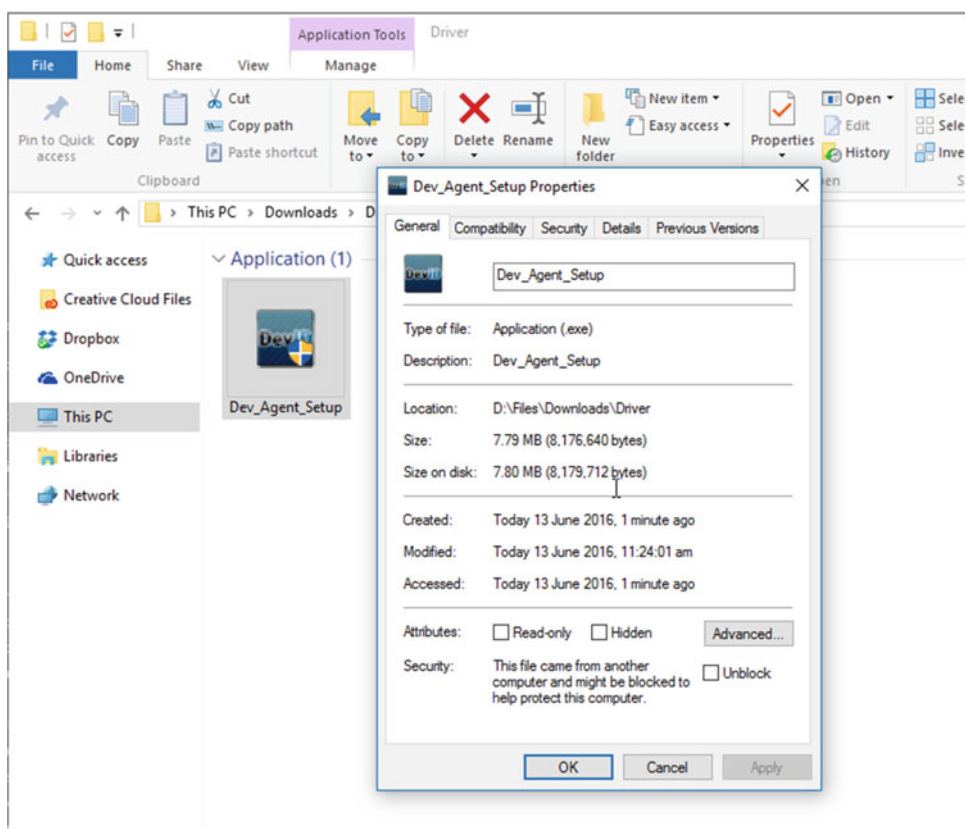 Application Tools Driver
File Home Share View Manage
Pin to Quick access
Copy
Paste
Cut
Copy path
Paste shortcut
Clipboard
Move to
Copy to
Delete
Rename
New folder
New item
Easy access
Properties
Open
Edit
History
This PC > Downloads > D
Quick access
Creative Cloud Files
Dropbox
OneDrive
This PC
Libraries
Network
Application (1)
Dev_Agent_Setup
Dev_Agent_Setup Properties
General Compatibility Security Details Previous Versions
Dev_Agent_Setup
Type of file: Application (.exe)
Description: Dev_Agent_Setup
Location: D:\Files\Downloads\Driver
Size: 7.79 MB (8,176,640 bytes)
Size on disk: 7.80 MB (8,179,712 bytes)
Created: Today 13 June 2016, 1 minute ago
Modified: Today 13 June 2016, 11:24:01 am
Accessed: Today 13 June 2016, 1 minute ago
Attributes: Read-only Hidden Advanced...
Security: This file came from another
computer and might be blocked to
help protect this computer.
Unblock
OK Cancel Apply